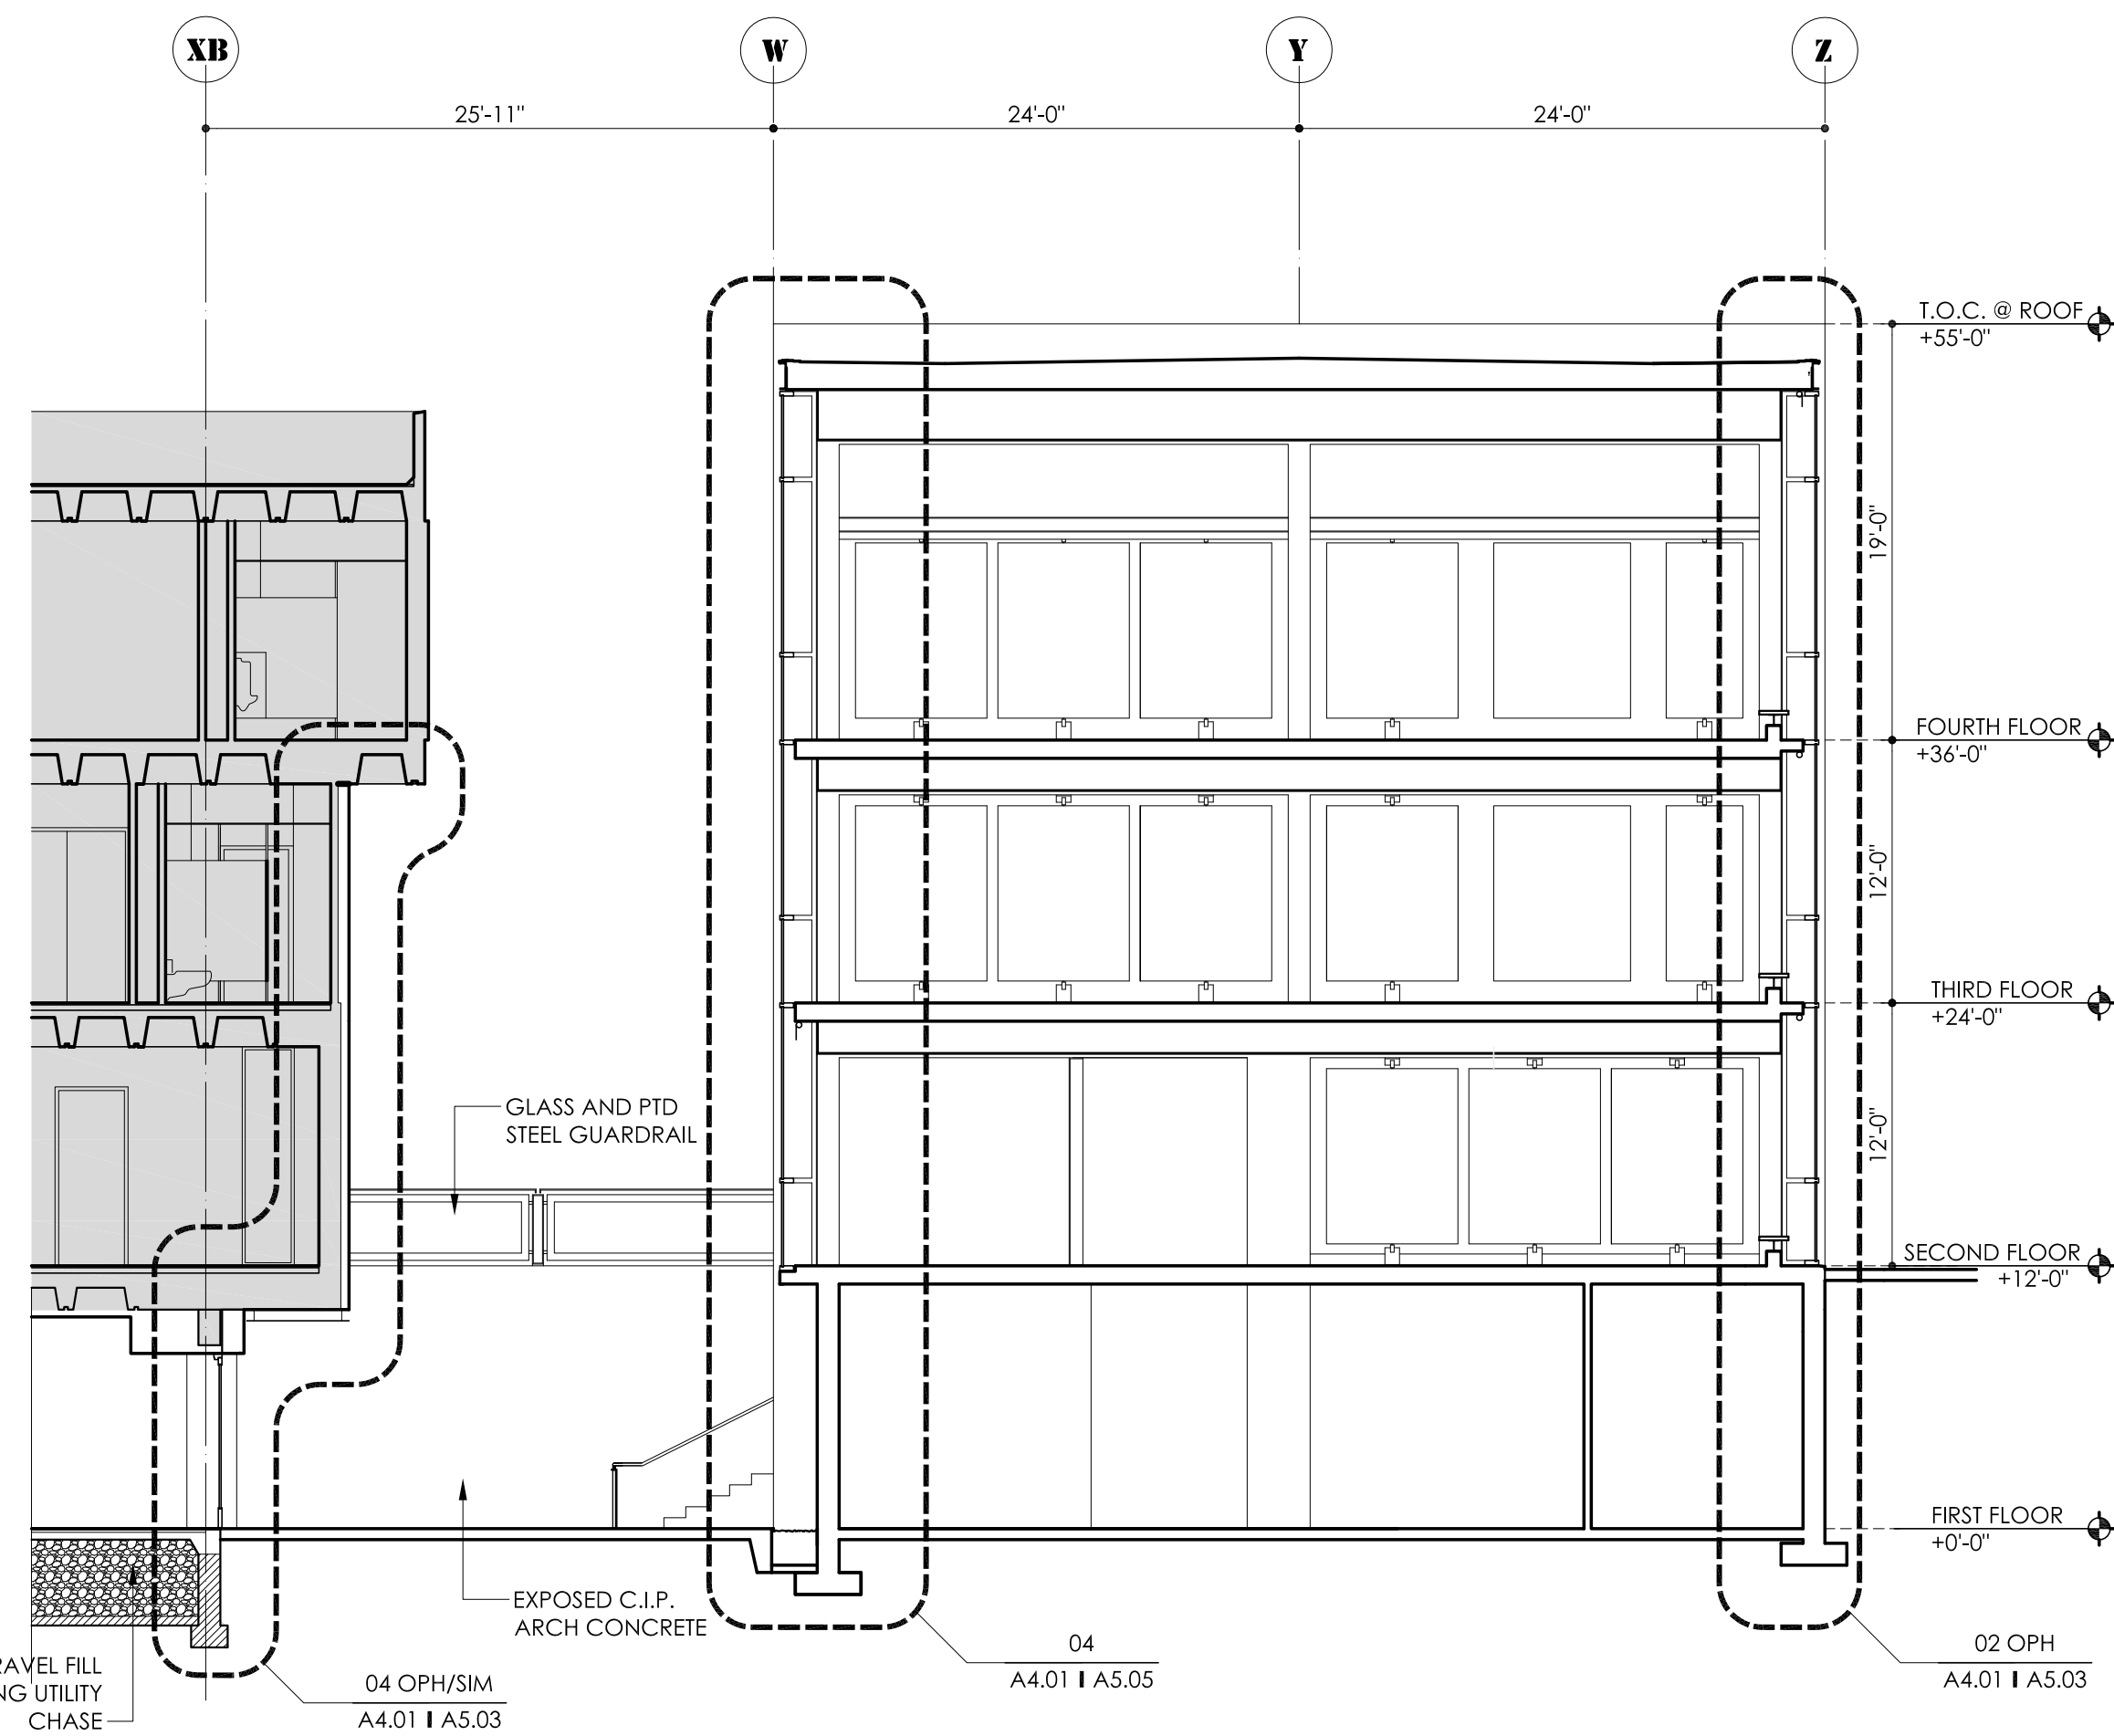 XB
W
Y
Z
25'-11"
24'-0"
24'-0"
T.O.C. @ ROOF
+55'-0"
19'-0"
FOURTH FLOOR
+36'-0"
12'-0"
THIRD FLOOR
+24'-0"
GLASS AND PTD
STEEL GUARDRAIL
12'-0"
SECOND FLOOR
+12'-0"
FIRST FLOOR
+0'-0"
EXPOSED C.I.P.
ARCH CONCRETE
FILL
UTILITY
CHASE
04 OPH/SIM
A4.01 A5.03
04
A4.01 A5.05
02 OPH
A4.01 A5.03